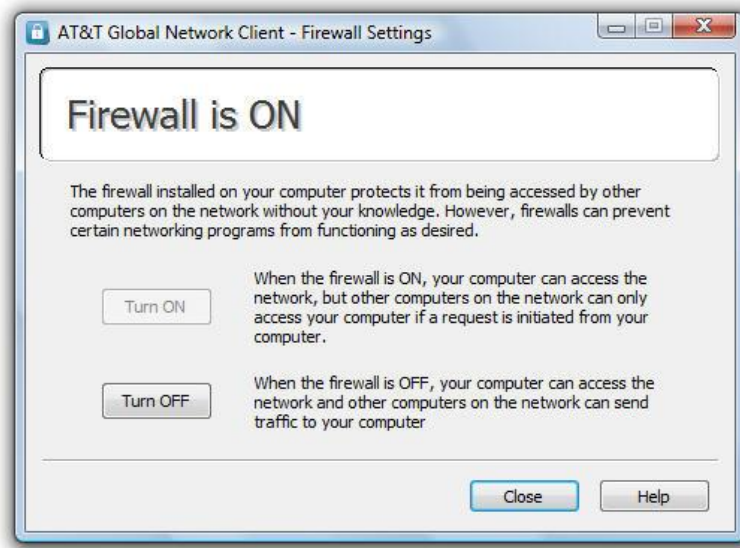 AT&T Global Network Client - Firewall Settings
Firewall is ON
The firewall installed on your computer protects it from being accessed by other
computers on the network without your knowledge. However, firewalls can prevent
certain networking programs from functioning as desired.
Turn ON
When the firewall is ON, your computer can access the
network, but other computers on the network can only
access your computer if a request is initiated from your
computer.
Turn OFF
When the firewall is OFF, your computer can access the
network and other computers on the network can send
traffic to your computer
Close
Help